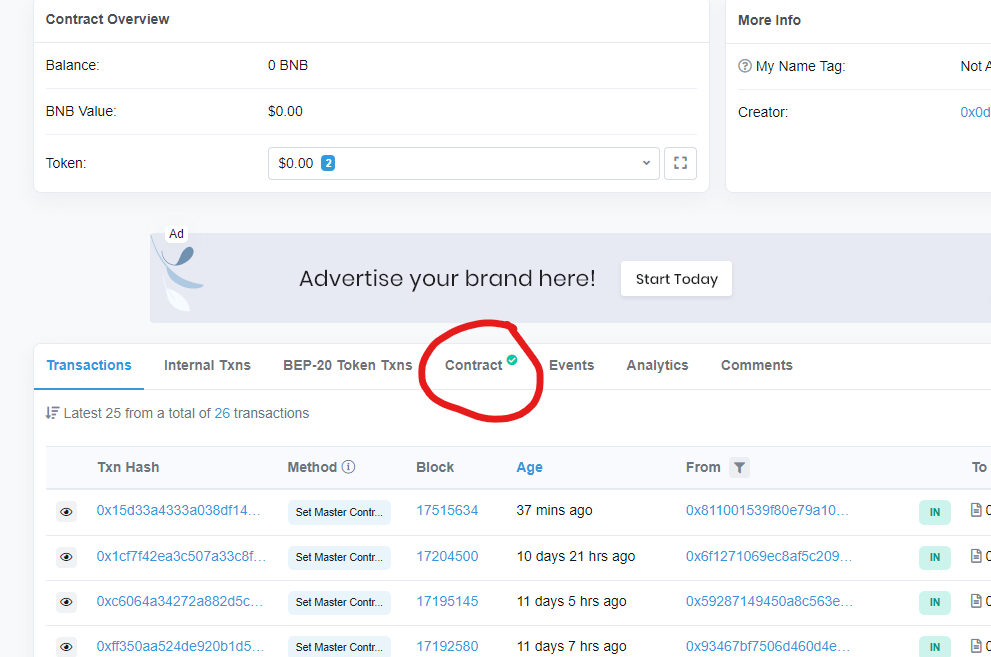 Contract Overview
More Info
Balance: 0 BNB
My Name Tag: Not A
BNB Value: $0.00
Creator: 0x0d
Token: $0.00 2
Ad
Advertise your brand here! Start Today
Transactions Internal Txns BEP-20 Token Txns Contract Events Analytics Comments
Latest 25 from a total of 26 transactions
Txn Hash Method Block Age From To
0x15d33a4333a038df14... Set Master Contr... 17515634 37 mins ago 0x811001539f80e79a10... IN 0
0x1cf7f42ea3c507a33c8f... Set Master Contr... 17204500 10 days 21 hrs ago 0x6f1271069ec8af5c209... IN 0
0xc6064a34272a882d5c... Set Master Contr... 17195145 11 days 5 hrs ago 0x59287149450a8c563e... IN 0
0xff350aa524de920b1d5... Set Master Contr... 17192580 11 days 7 hrs ago 0x93467bf7506d460d4e... IN 0